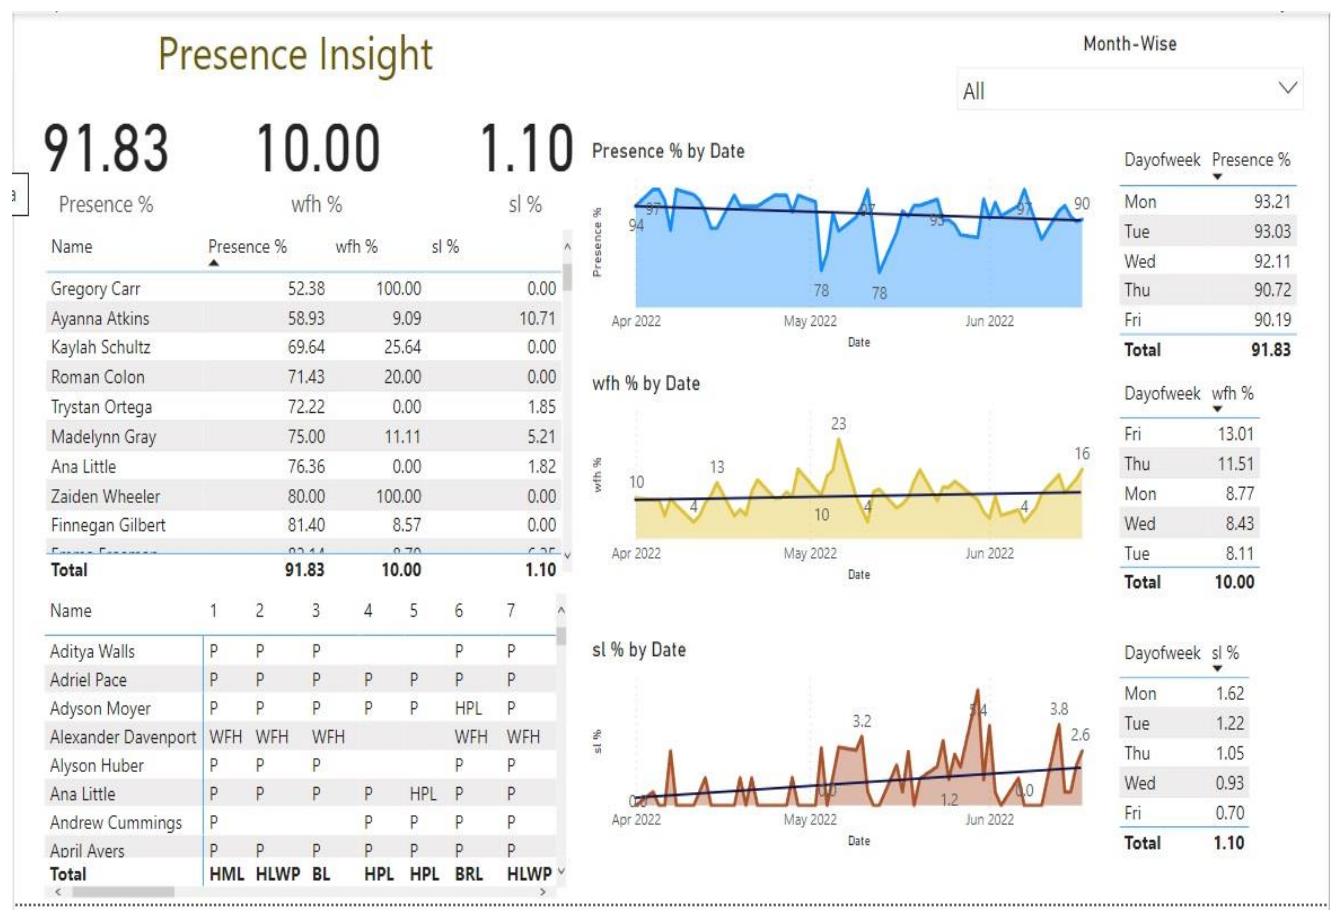 Presence Insight
Month-Wise
All
91.83 10.00 1.10
Presence % wfh % sl %
Name Presence % wfh % sl %
Gregory Carr 52.38 100.00 0.00
Ayanna Atkins 58.93 9.09 10.71
Kaylah Schultz 69.64 25.64 0.00
Roman Colon 71.43 20.00 0.00
Trystan Ortega 72.22 0.00 1.85
Madelynn Gray 75.00 11.11 5.21
Ana Little 76.36 0.00 1.82
Zaiden Wheeler 80.00 100.00 0.00
Finnegan Gilbert 81.40 8.57 0.00
Total 91.83 10.00 1.10
Name 1 2 3 4 5 6 7
Aditya Walls P P P P P
Adriel Pace P P P P P P P
Adyson Moyer P P P P P HPL P
Alexander Davenport WFH WFH WFH WFH WFH
Alyson Huber P P P P P
Ana Little P P P P HPL P P
Andrew Cummings P P P P P
April Ayers P P P P P P P
Total HML HLWP BL HPL HPL BRL HLWP
Presence % by Date
Presence %
94 97 78 97 78 93 97 90
Apr 2022 May 2022 Jun 2022
Date
Dayofweek Presence %
Mon 93.21
Tue 93.03
Wed 92.11
Thu 90.72
Fri 90.19
Total 91.83
wfh % by Date
wfh %
10 4 13 10 23 4 4 16
Apr 2022 May 2022 Jun 2022
Date
Dayofweek wfh %
Fri 13.01
Thu 11.51
Mon 8.77
Wed 8.43
Tue 8.11
Total 10.00
sl % by Date
sl %
0.0 0.0 3.2 1.2 5.4 0.0 3.8 2.6
Apr 2022 May 2022 Jun 2022
Date
Dayofweek sl %
Mon 1.62
Tue 1.22
Thu 1.05
Wed 0.93
Fri 0.70
Total 1.10